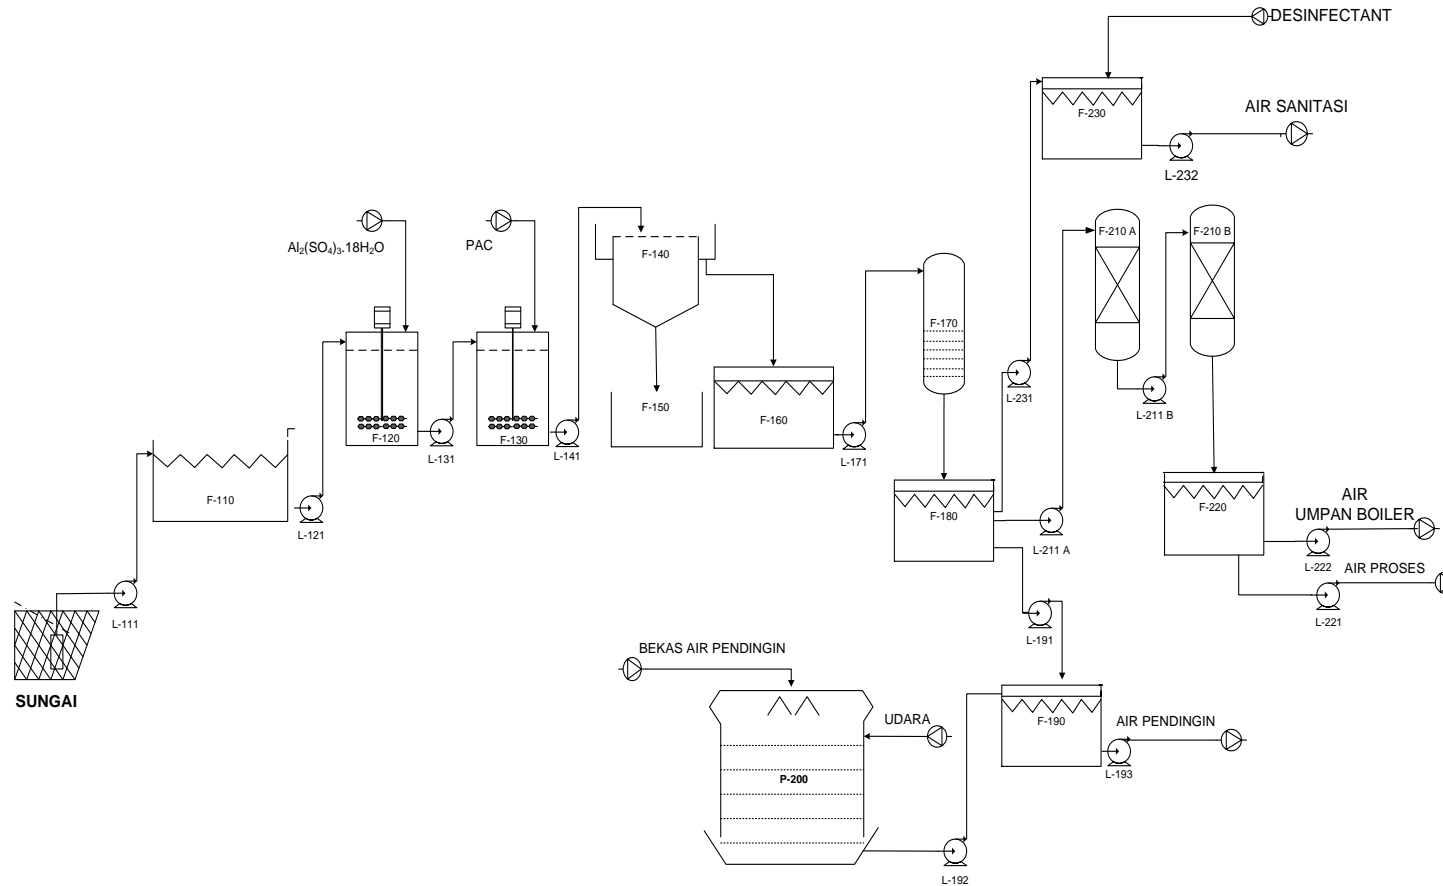 DESINFECTANT
F-230
AIR SANITASI
L-232
Al₂(SO₄)₃.18H₂O
PAC
F-140
F-210 A
F-210 B
F-170
L-231
L-211 B
F-120
F-130
L-131
L-141
F-150
F-160
L-171
F-110
L-121
F-180
L-211 A
F-220
AIR
UMPAN BOILER
L-222
AIR PROSES
L-221
L-111
SUNGAI
L-191
BEKAS AIR PENDINGIN
UDARA
F-190
AIR PENDINGIN
L-193
P-200
L-192